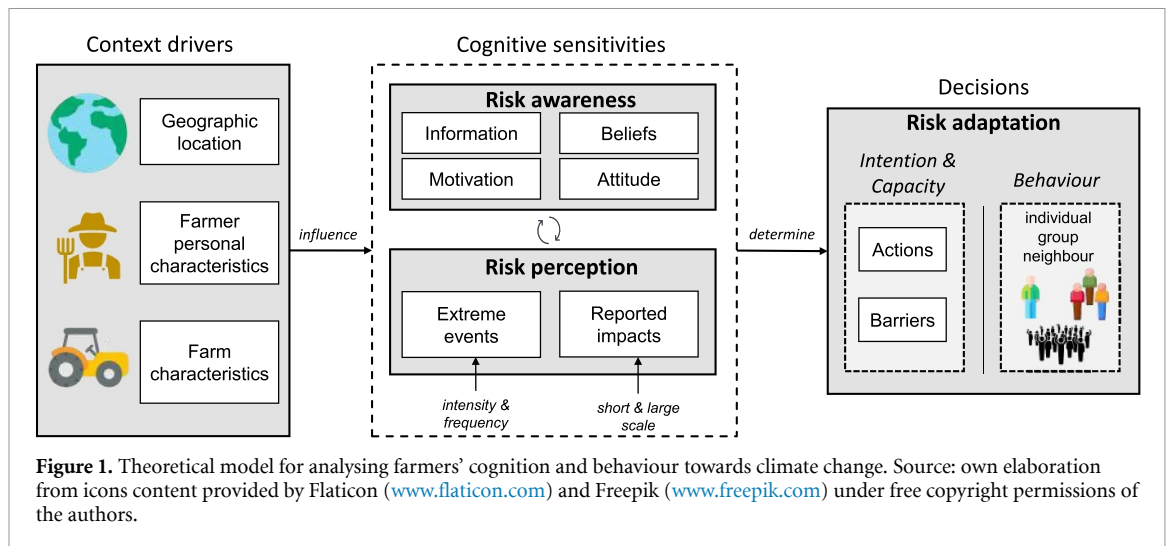 Context drivers
Geographic
location
Farmer
personal
characteristics
Farm
characteristics
influence
Cognitive sensitivities
Risk awareness
Information
Beliefs
Motivation
Attitude
Risk perception
Extreme
events
Reported
impacts
intensity &
frequency
short & large
scale
determine
Decisions
Risk adaptation
Intention &
Capacity
Actions
Barriers
Behaviour
individual
group
neighbour
Figure 1. Theoretical model for analysing farmers’ cognition and behaviour towards climate change. Source: own elaboration
from icons content provided by Flaticon (www.flaticon.com) and Freepik (www.freepik.com) under free copyright permissions of
the authors.